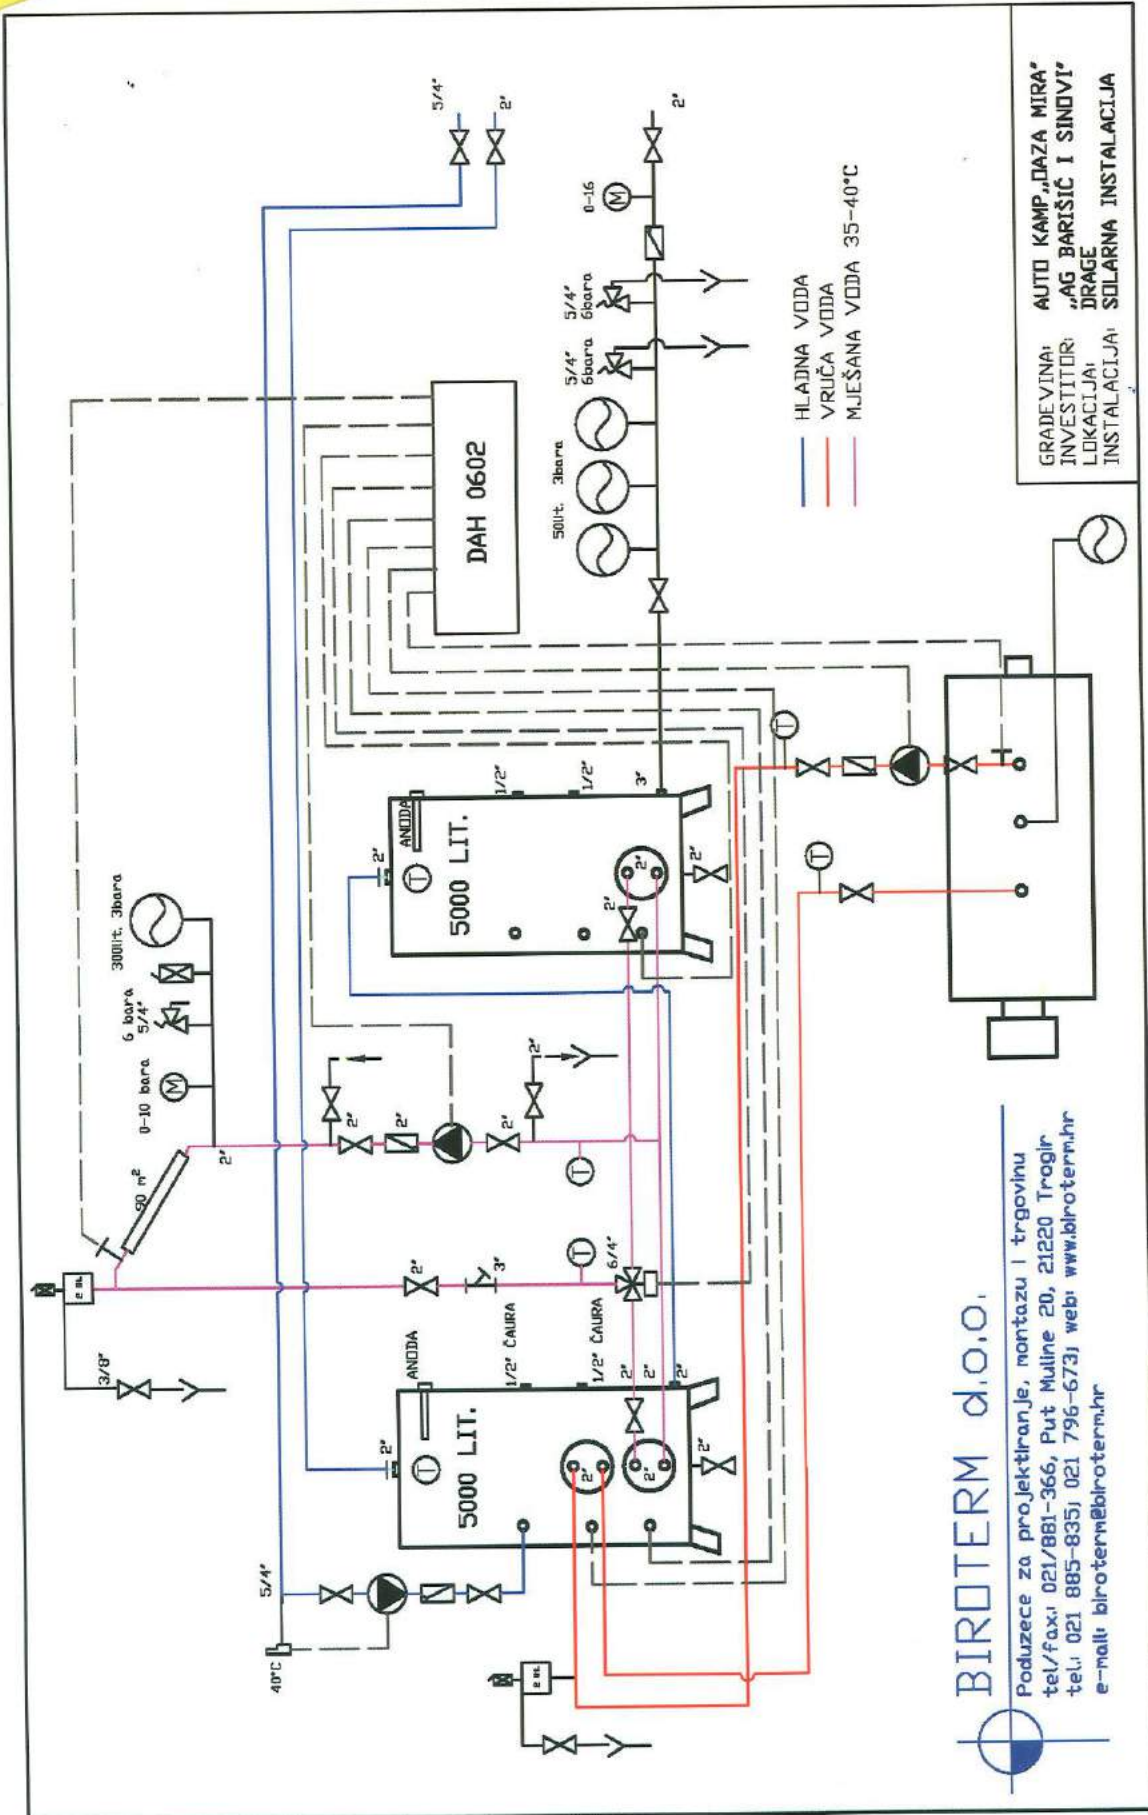 5/4"
2"
0-16
M
2"
5/4"
6bara
5/4"
6bara
50lit. 3bara
DAH 0602
HLADNA VODA
VRUČA VODA
MJEŠANA VODA 35-40°C
300lit. 3bara
6 bara
5/4"
0-10 bara
M
2"
90 m²
3/8"
2"
2"
2"
2"
T
2"
3"
T
6/4"
2"
ANODA
T
5000 LIT.
1/2"
1/2"
3"
2"
2"
2"
ANODA
T
5000 LIT.
2"
1/2" ČAURA
1/2" ČAURA
2"
2"
2"
2"
2"
2"
5/4"
40°C
T
T
BIROTERM d.o.o.
Poduzece za projektiranje, montazu i trgovinu
tel/fax: 021/881-366, Put Muline 20, 21220 Trogir
tel.: 021 885-835; 021 796-673; web: www.biroterm.hr
e-mail: biroterm@biroterm.hr
GRAĐEVINA: AUTO KAMP „OAZA MIRA"
INVESTITOR: „AG BARIŠIĆ I SINOVI"
LOKACIJA: DRAGE
INSTALACIJA: SOLARNA INSTALACIJA